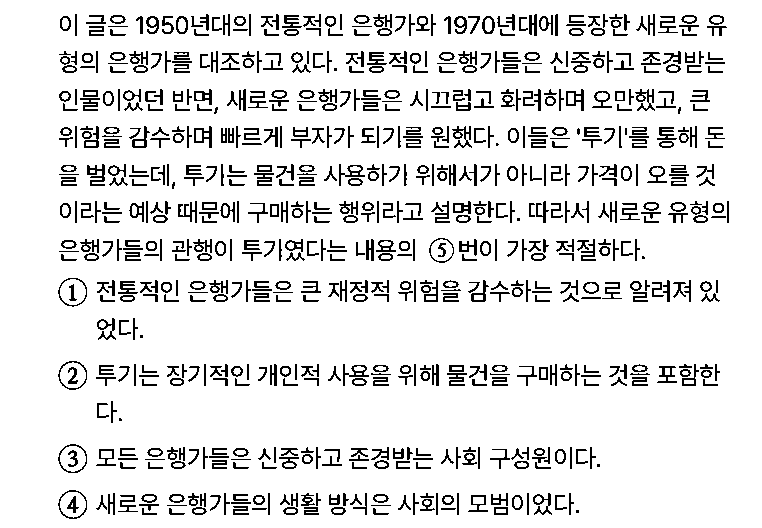 이 글은 1950년대의 전통적인 은행가와 1970년대에 등장한 새로운 유
형의 은행가를 대조하고 있다. 전통적인 은행가들은 신중하고 존경받는
인물이었던 반면, 새로운 은행가들은 시끄럽고 화려하며 오만했고, 큰
위험을 감수하며 빠르게 부자가 되기를 원했다. 이들은 '투기'를 통해 돈
을 벌었는데, 투기는 물건을 사용하기 위해서가 아니라 가격이 오를 것
이라는 예상 때문에 구매하는 행위라고 설명한다. 따라서 새로운 유형의
은행가들의 관행이 투기였다는 내용의 ⑤번이 가장 적절하다.
① 전통적인 은행가들은 큰 재정적 위험을 감수하는 것으로 알려져 있
었다.
② 투기는 장기적인 개인적 사용을 위해 물건을 구매하는 것을 포함한
다.
③ 모든 은행가들은 신중하고 존경받는 사회 구성원이다.
④ 새로운 은행가들의 생활 방식은 사회의 모범이었다.